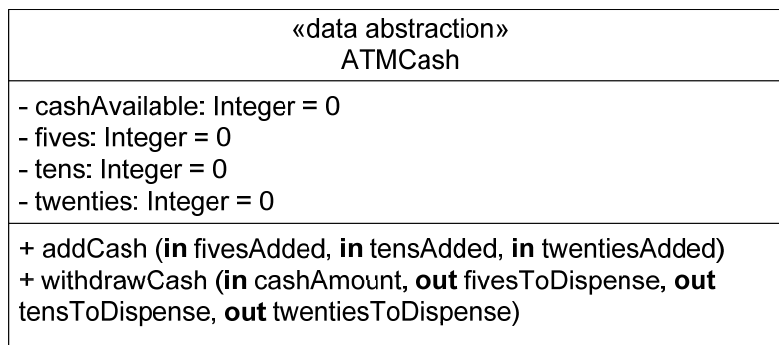 «data abstraction»
ATMCash
- cashAvailable: Integer = 0
- fives: Integer = 0
- tens: Integer = 0
- twenties: Integer = 0
+ addCash (in fivesAdded, in tensAdded, in twentiesAdded)
+ withdrawCash (in cashAmount, out fivesToDispense, out
tensToDispense, out twentiesToDispense)